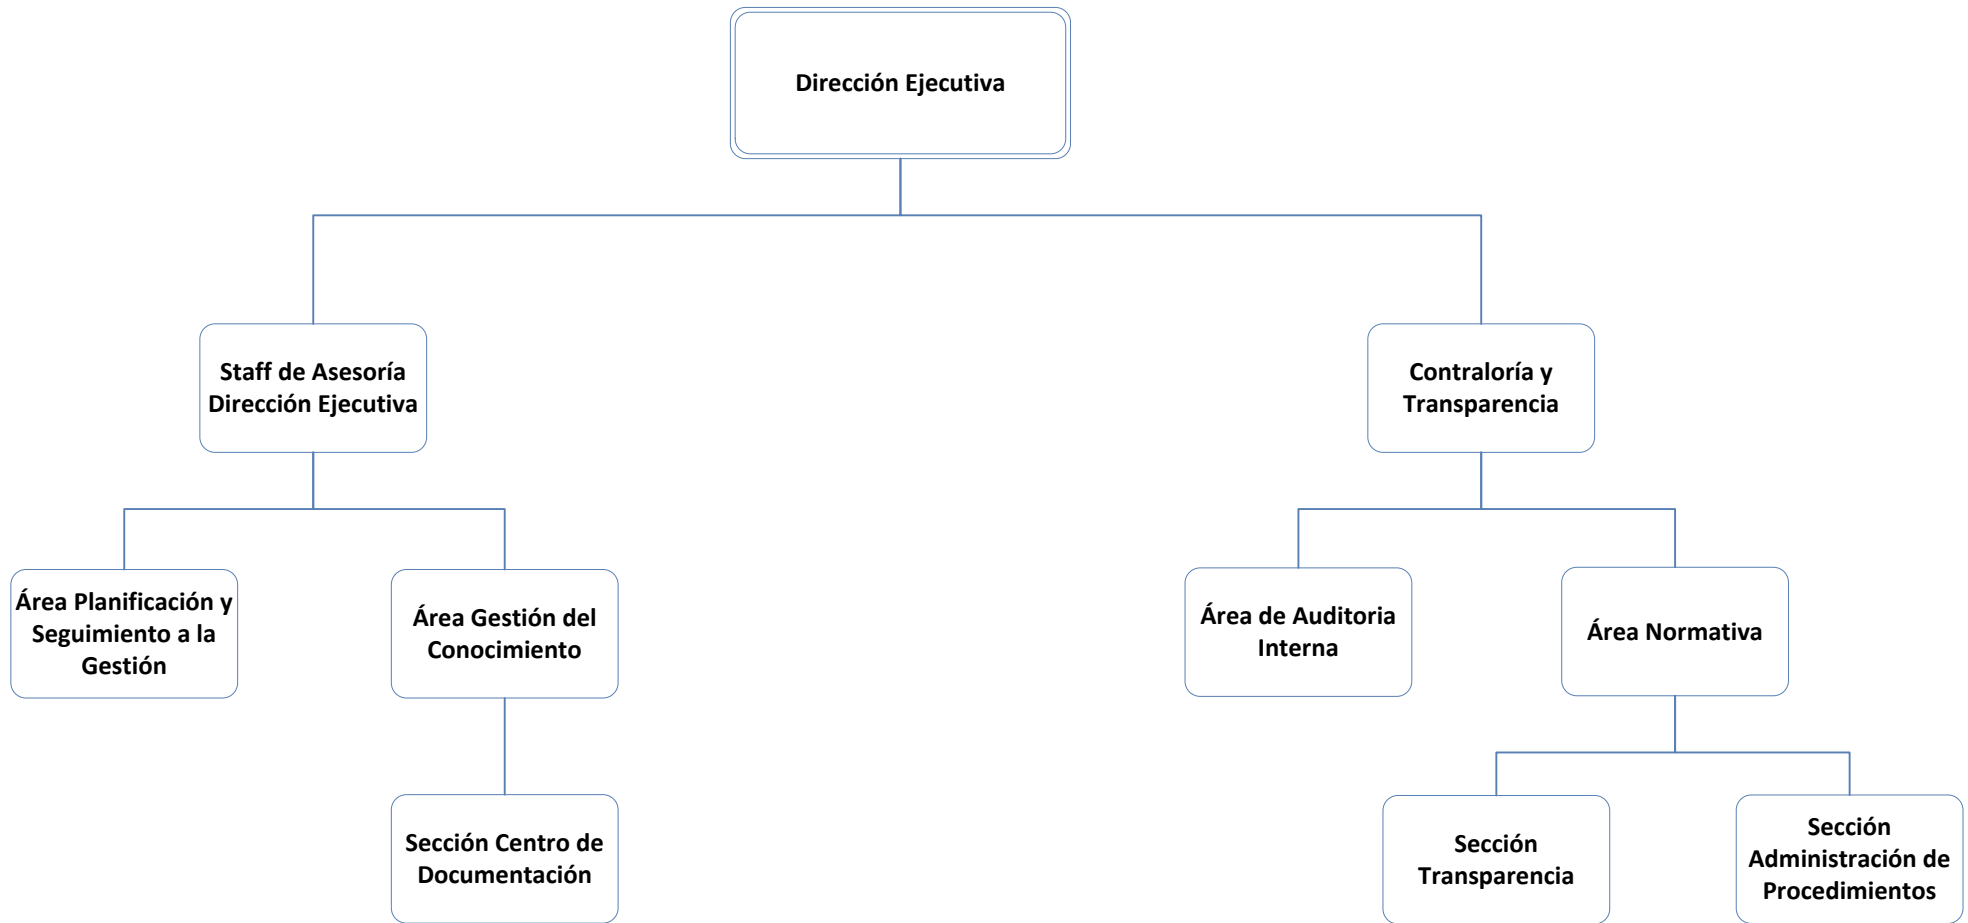 Dirección Ejecutiva
Staff de Asesoría
Dirección Ejecutiva
Contraloría y
Transparencia
Área Planificación y
Seguimiento a la
Gestión
Área Gestión del
Conocimiento
Área de Auditoria
Interna
Área Normativa
Sección Centro de
Documentación
Sección
Transparencia
Sección
Administración de
Procedimientos